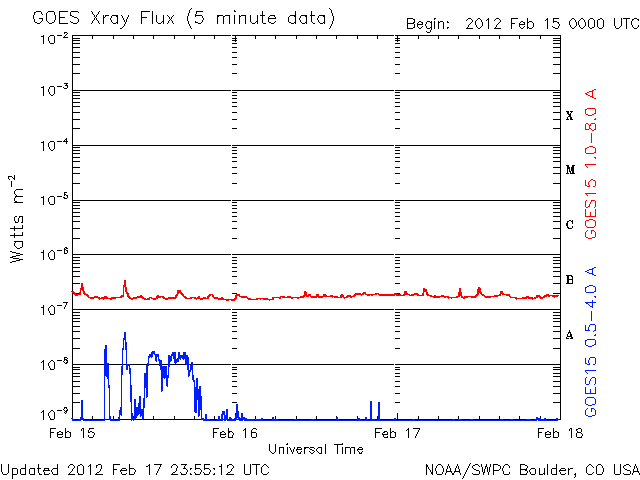 GOES Xray Flux (5 minute data)
Begin: 2012 Feb 15 0000 UTC
10⁻²
10⁻³
10⁻⁴
10⁻⁵
10⁻⁶
10⁻⁷
10⁻⁸
10⁻⁹
Watts m⁻²
X
M
C
B
A
GOES15 1.0-8.0 A
GOES15 0.5-4.0 A
Feb 15
Feb 16
Feb 17
Feb 18
Universal Time
Updated 2012 Feb 17 23:55:12 UTC
NOAA/SWPC Boulder, CO USA